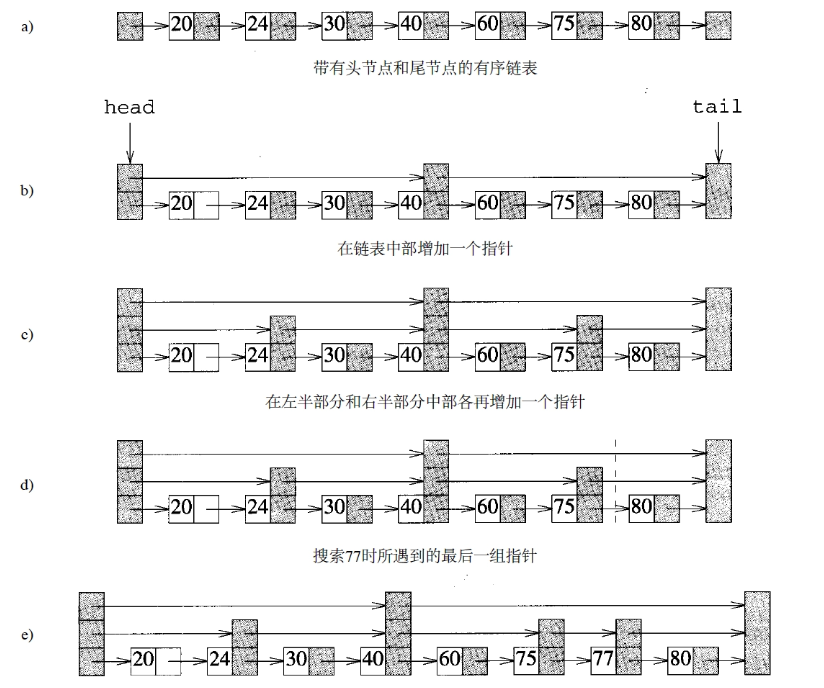 a) 20 24 30 40 60 75 80
带有头节点和尾节点的有序链表
head tail
b) 20 24 30 40 60 75 80
在链表中部增加一个指针
c) 20 24 30 40 60 75 80
在左半部分和右半部分中部各再增加一个指针
d) 20 24 30 40 60 75 80
搜索77时所遇到的最后一组指针
e) 20 24 30 40 60 75 77 80